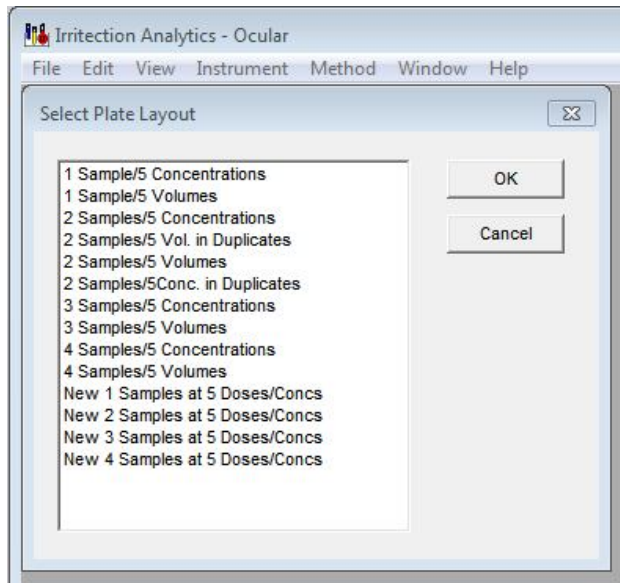 Irritection Analytics - Ocular
File Edit View Instrument Method Window Help
Select Plate Layout
1 Sample/5 Concentrations
1 Sample/5 Volumes
2 Samples/5 Concentrations
2 Samples/5 Vol. in Duplicates
2 Samples/5 Volumes
2 Samples/5Conc. in Duplicates
3 Samples/5 Concentrations
3 Samples/5 Volumes
4 Samples/5 Concentrations
4 Samples/5 Volumes
New 1 Samples at 5 Doses/Concs
New 2 Samples at 5 Doses/Concs
New 3 Samples at 5 Doses/Concs
New 4 Samples at 5 Doses/Concs
OK
Cancel